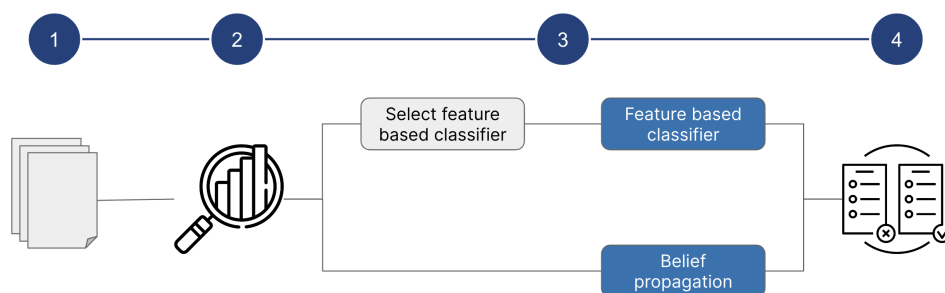 1
2
3
4
Select feature
based classifier
Feature based
classifier
Belief
propagation